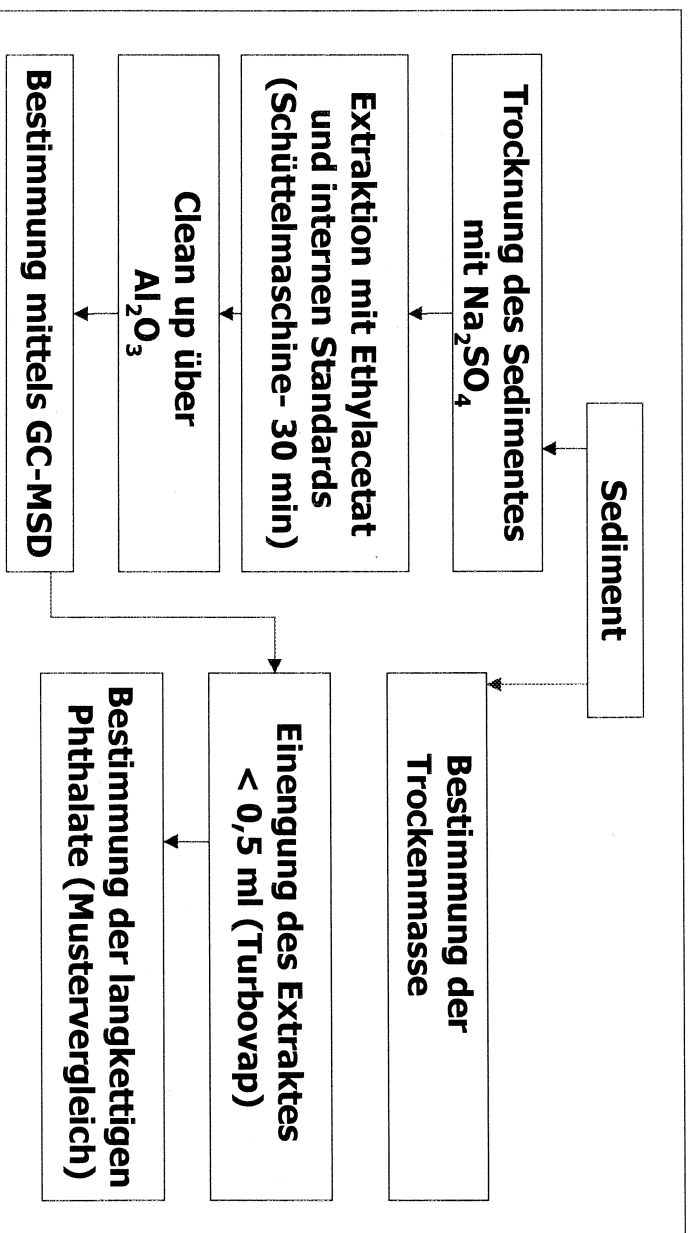 Sediment
Trocknung des Sedimentes
mit Na₂SO₄
Extraktion mit Ethylacetat
und internen Standards
(Schüttelmaschine- 30 min)
Clean up über
Al₂O₃
Bestimmung mittels GC-MSD
Bestimmung der
Trockenmasse
Einengung des Extraktes
< 0,5 ml (Turbovap)
Bestimmung der langkettigen
Phthalate (Mustervergleich)